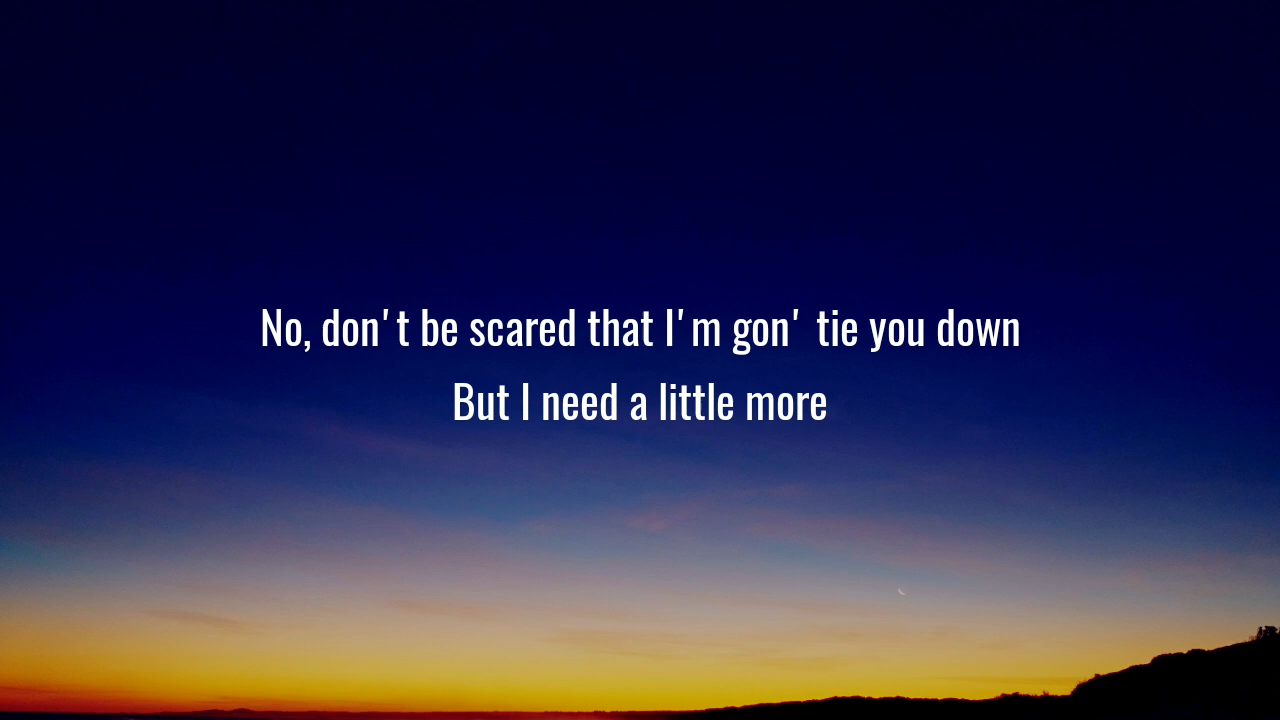 No, don't be scared that I'm gon' tie you down
But I need a little more